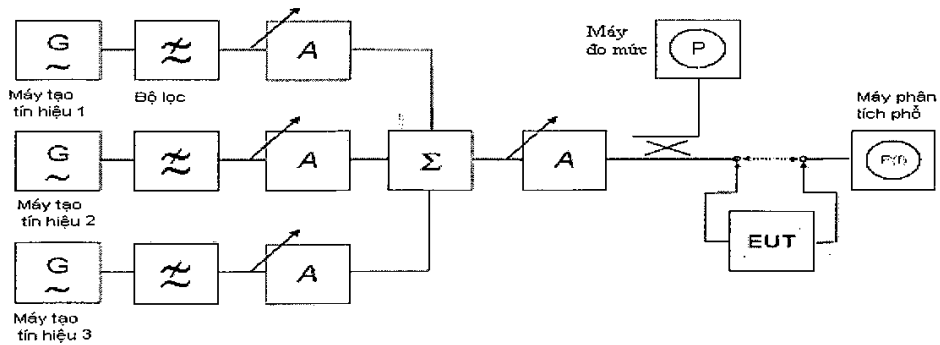 G
~
A
Máy tạo
tín hiệu 1
Bộ lọc
Máy
đo mức
P
Máy phân
tích phổ
G
~
A
Σ
A
P(f)
Máy tạo
tín hiệu 2
EUT
G
~
A
Máy tạo
tín hiệu 3